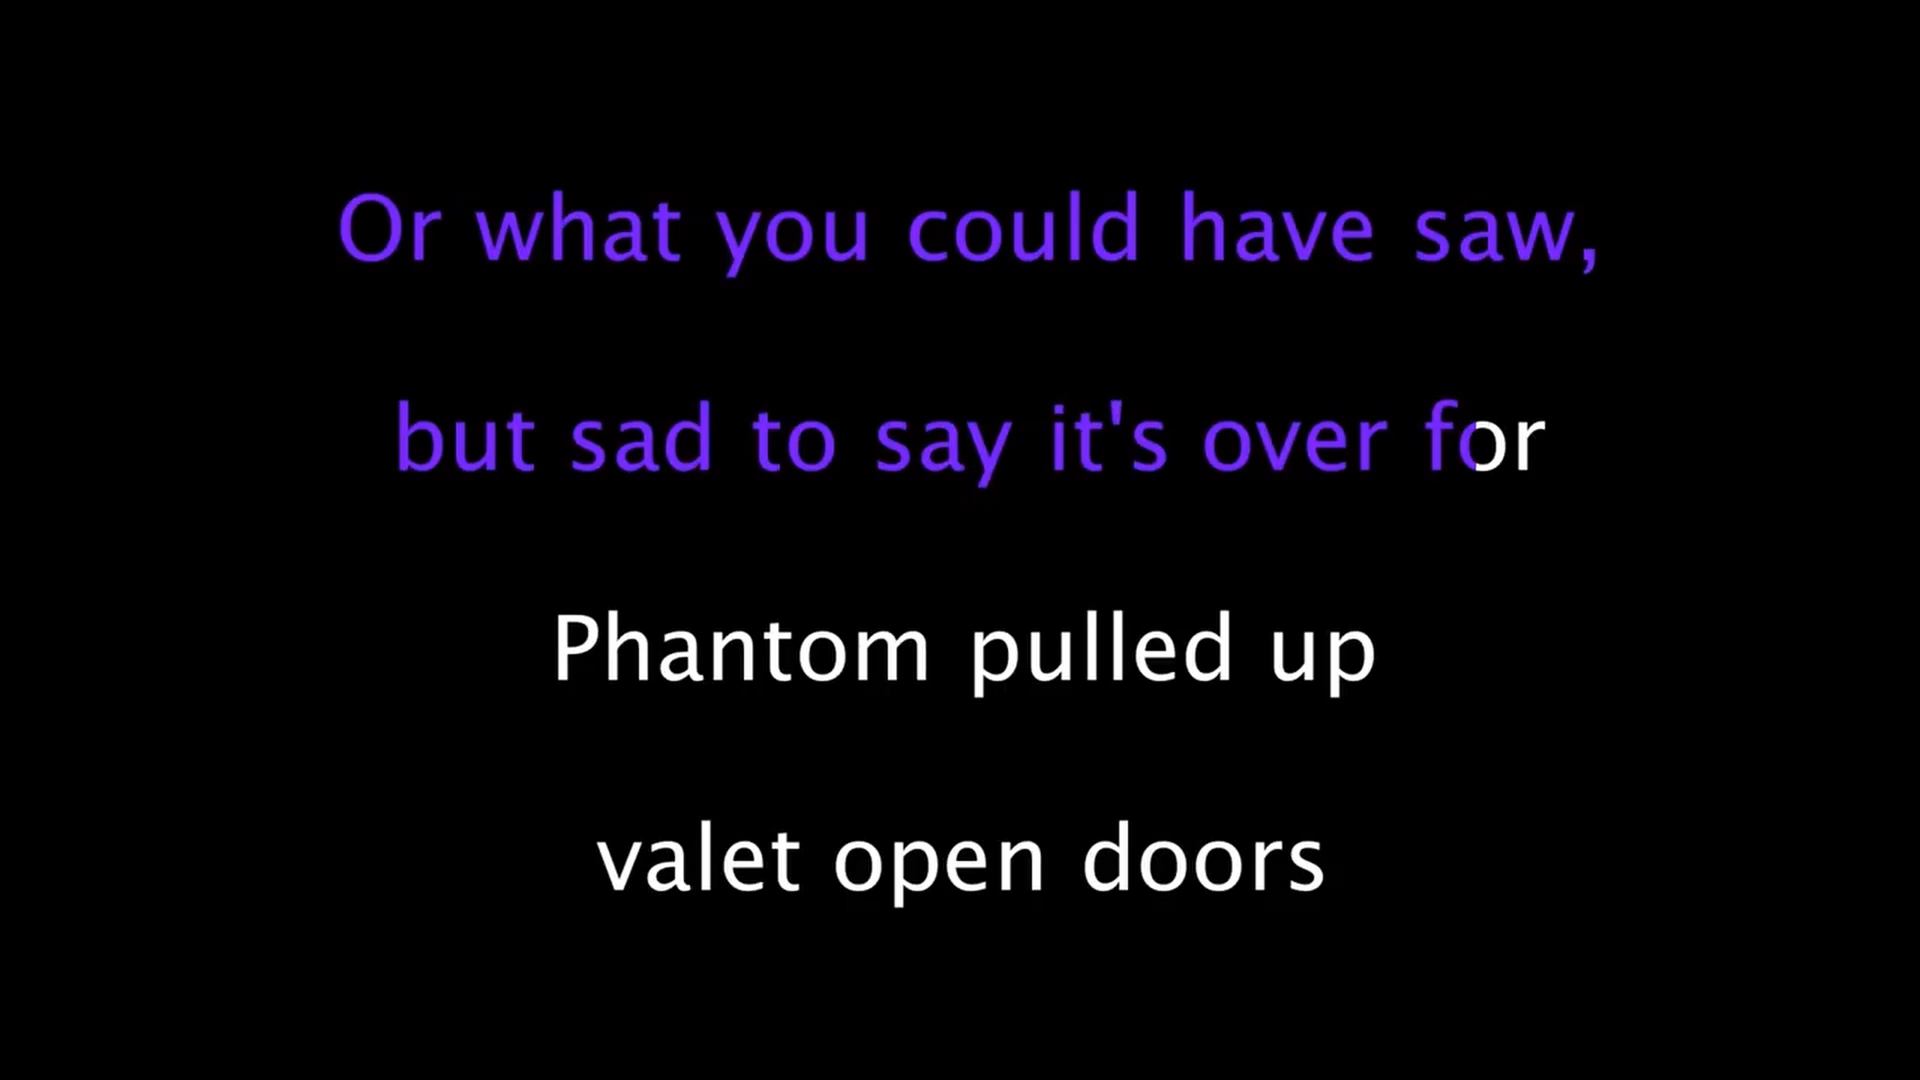 Or what you could have saw,
but sad to say it's over for
Phantom pulled up
valet open doors